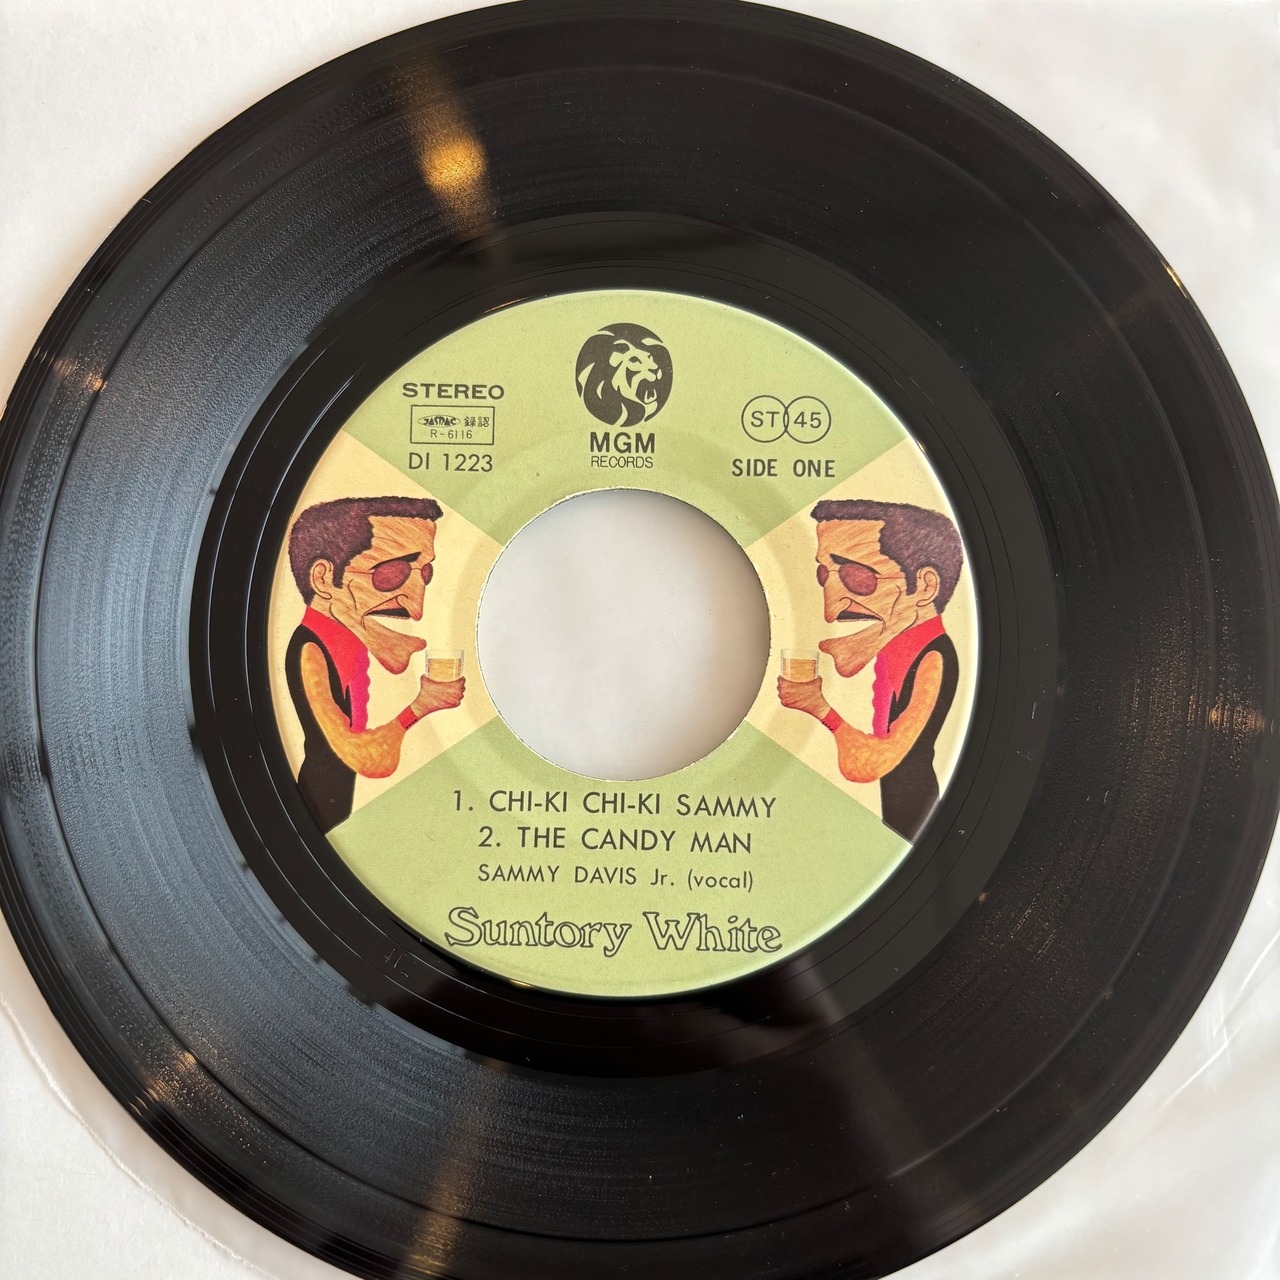 STEREO
JASRAC 録認
R-6116
DI 1223
MGM
RECORDS
ST 45
SIDE ONE
1. CHI-KI CHI-KI SAMMY
2. THE CANDY MAN
SAMMY DAVIS Jr. (vocal)
Suntory White